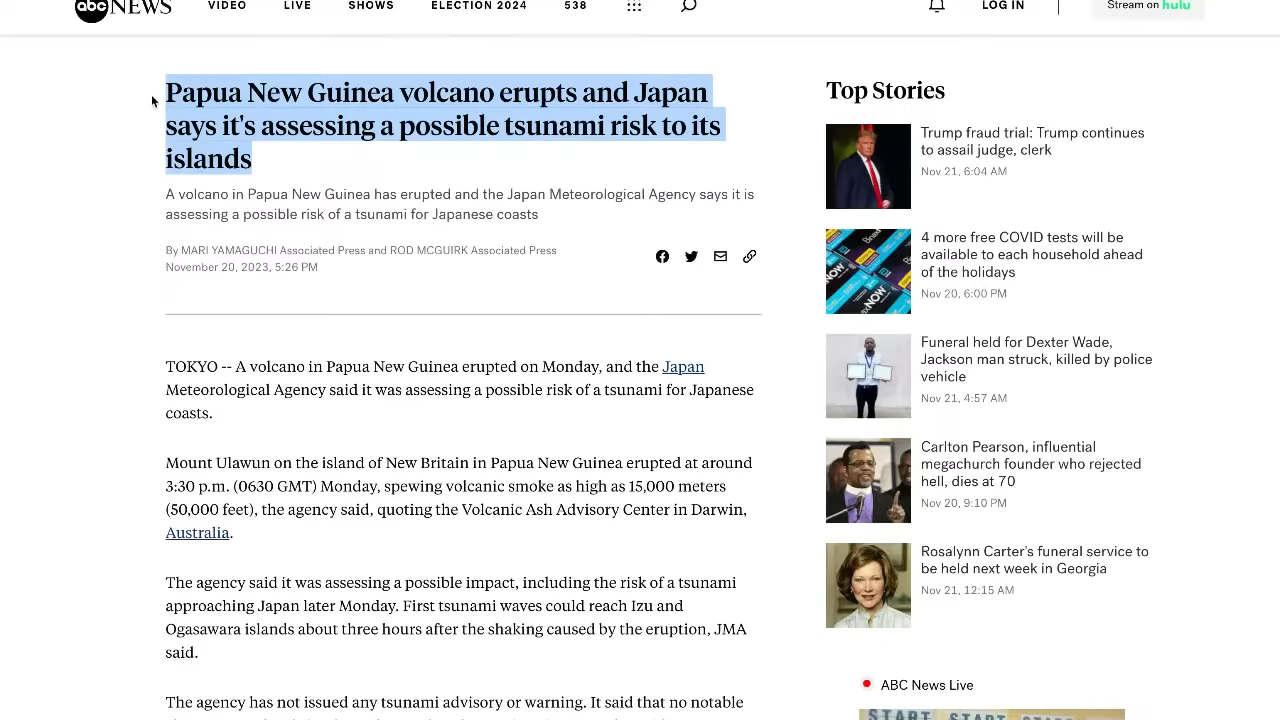 abc NEWS VIDEO LIVE SHOWS ELECTION 2024 538 LOG IN Stream on hulu
Papua New Guinea volcano erupts and Japan
says it's assessing a possible tsunami risk to its
islands
A volcano in Papua New Guinea has erupted and the Japan Meteorological Agency says it is
assessing a possible risk of a tsunami for Japanese coasts
By MARI YAMAGUCHI Associated Press and ROD MCGUIRK Associated Press
November 20, 2023, 5:26 PM
TOKYO -- A volcano in Papua New Guinea erupted on Monday, and the Japan
Meteorological Agency said it was assessing a possible risk of a tsunami for Japanese
coasts.
Mount Ulawun on the island of New Britain in Papua New Guinea erupted at around
3:30 p.m. (0630 GMT) Monday, spewing volcanic smoke as high as 15,000 meters
(50,000 feet), the agency said, quoting the Volcanic Ash Advisory Center in Darwin,
Australia.
The agency said it was assessing a possible impact, including the risk of a tsunami
approaching Japan later Monday. First tsunami waves could reach Izu and
Ogasawara islands about three hours after the shaking caused by the eruption, JMA
said.
The agency has not issued any tsunami advisory or warning. It said that no notable
Top Stories
Trump fraud trial: Trump continues
to assail judge, clerk
Nov 21, 6:04 AM
4 more free COVID tests will be
available to each household ahead
of the holidays
Nov 20, 6:00 PM
Funeral held for Dexter Wade,
Jackson man struck, killed by police
vehicle
Nov 21, 4:57 AM
Carlton Pearson, influential
megachurch founder who rejected
hell, dies at 70
Nov 20, 9:10 PM
Rosalynn Carter's funeral service to
be held next week in Georgia
Nov 21, 12:15 AM
ABC News Live
START START START